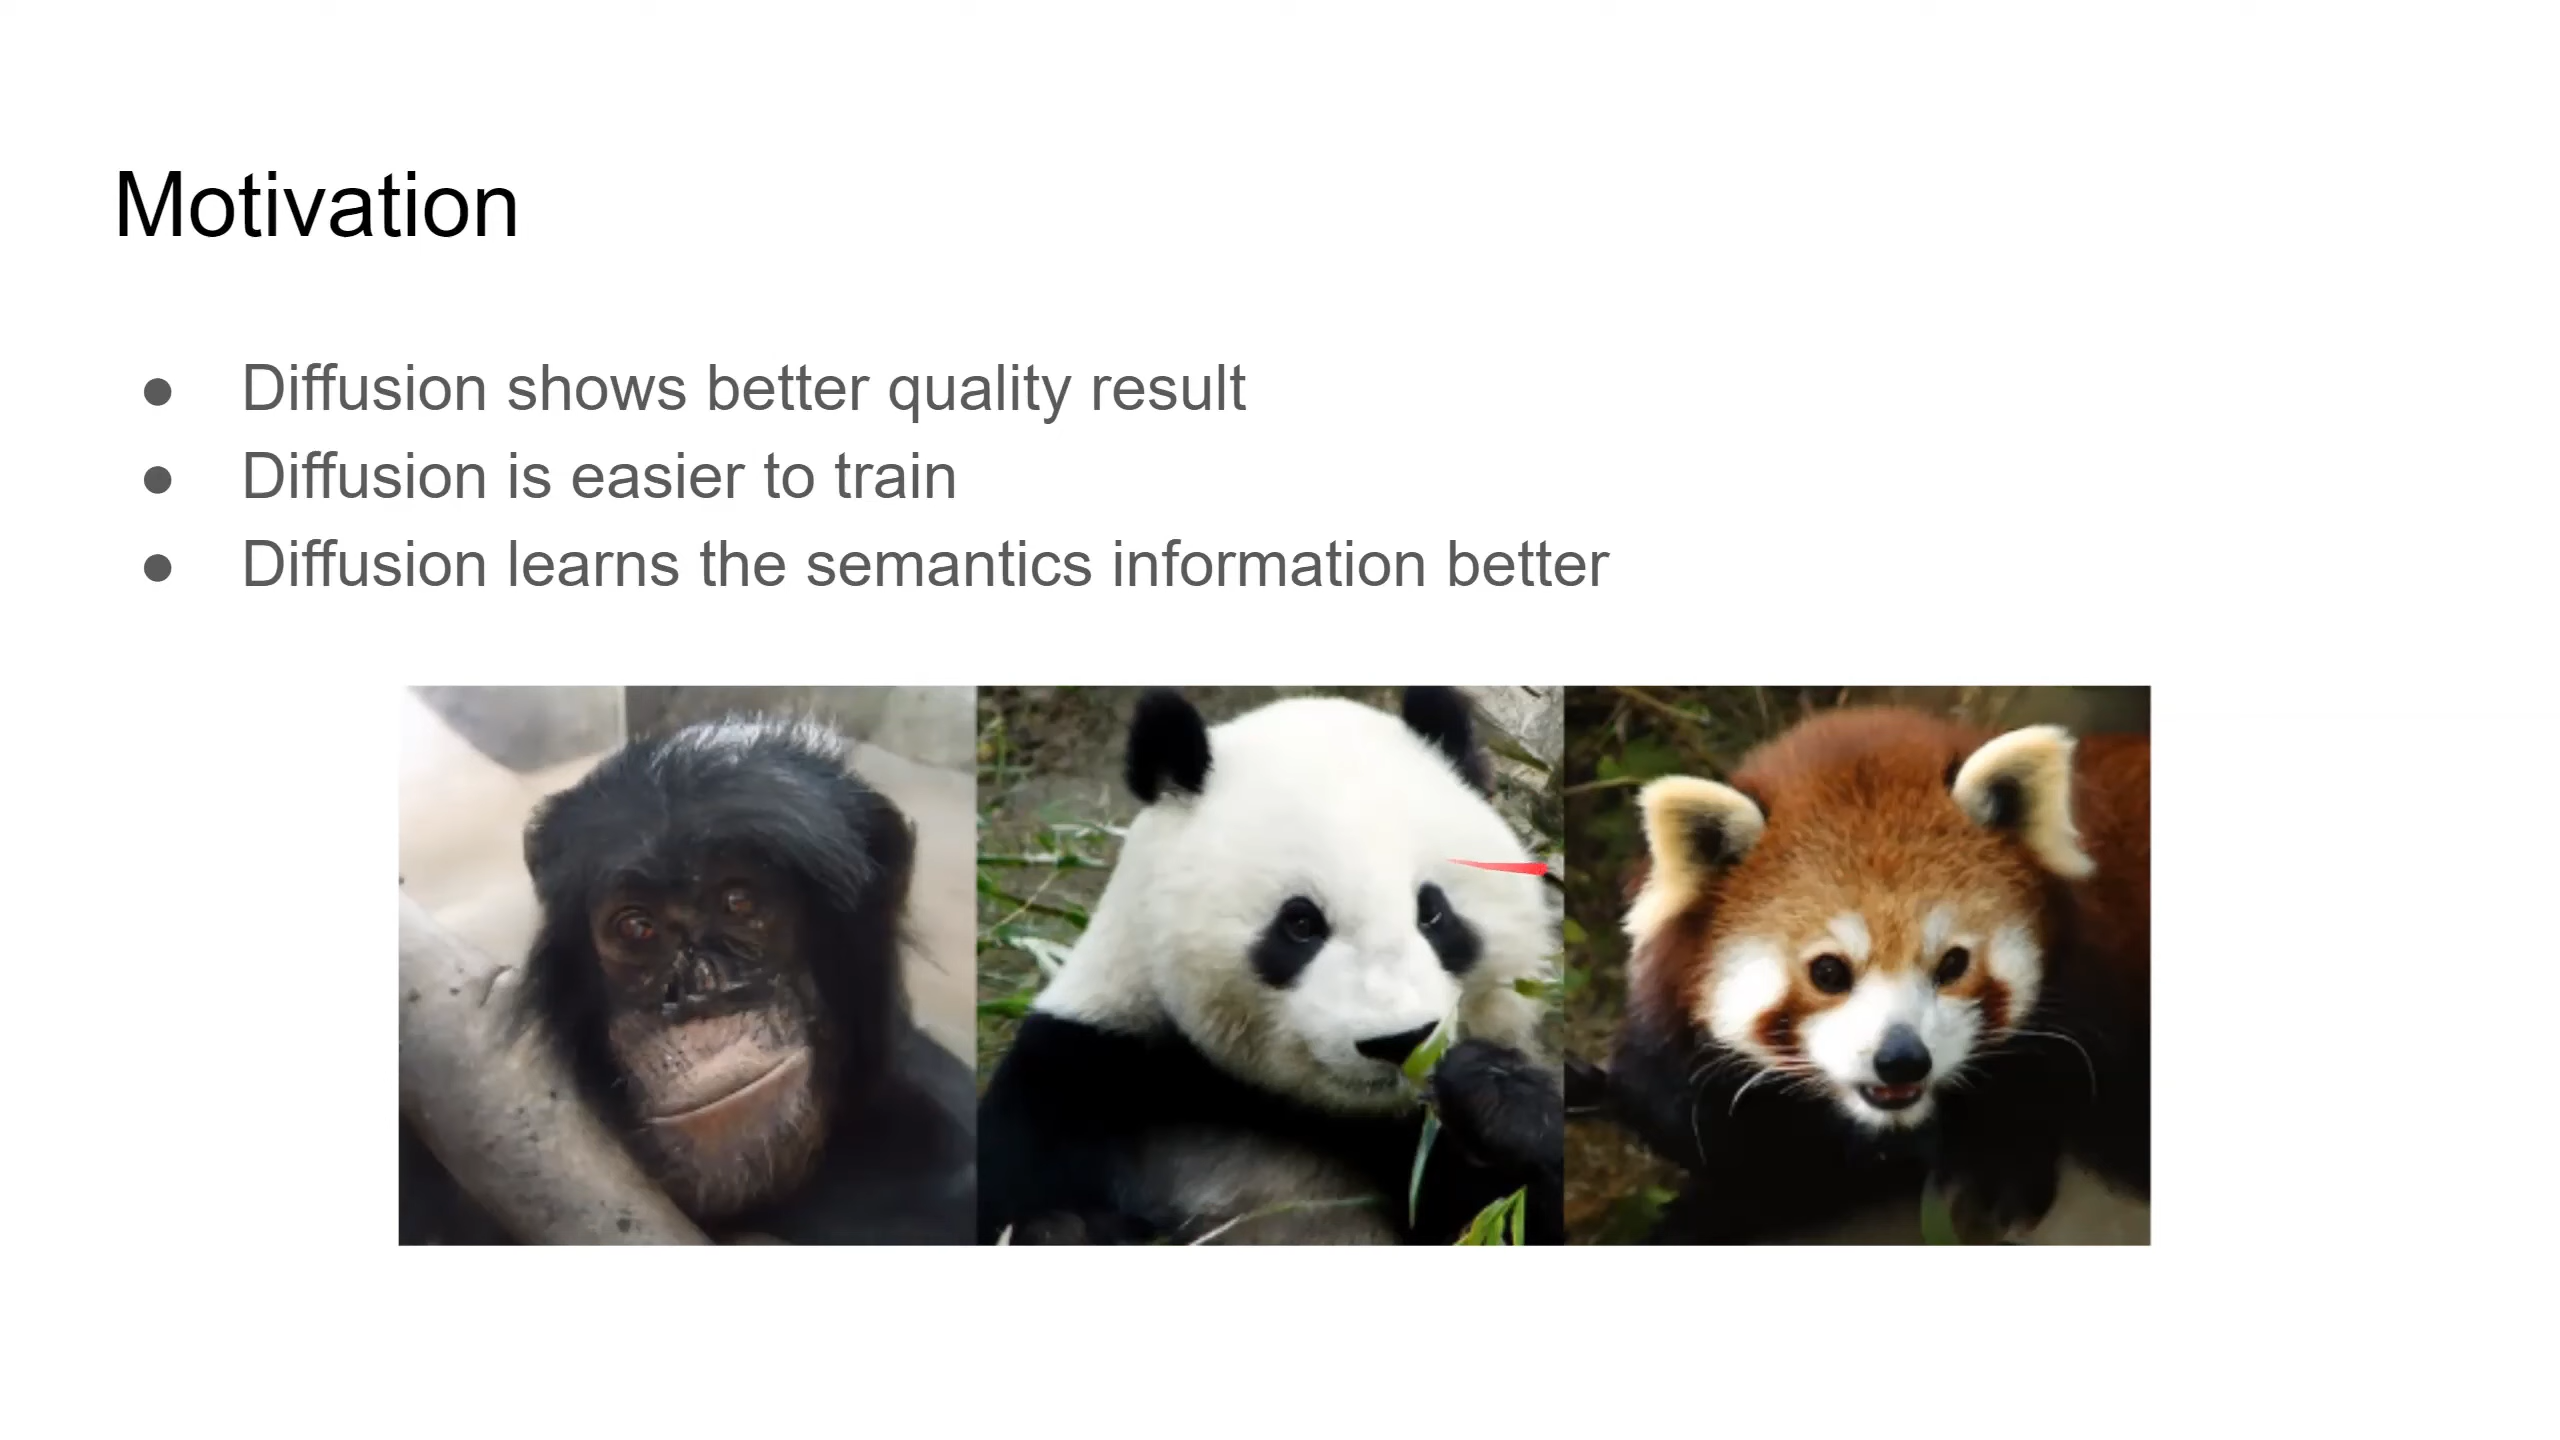 Motivation
● Diffusion shows better quality result
● Diffusion is easier to train
● Diffusion learns the semantics information better